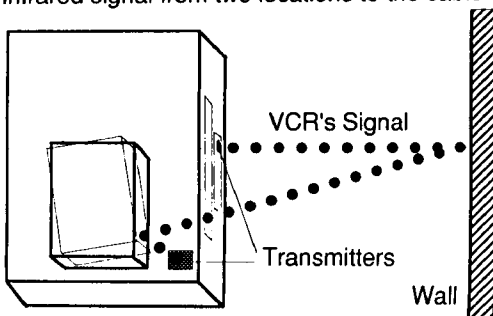 infrared signal from two locations to the
VCR's Signal
Transmitters
Wall